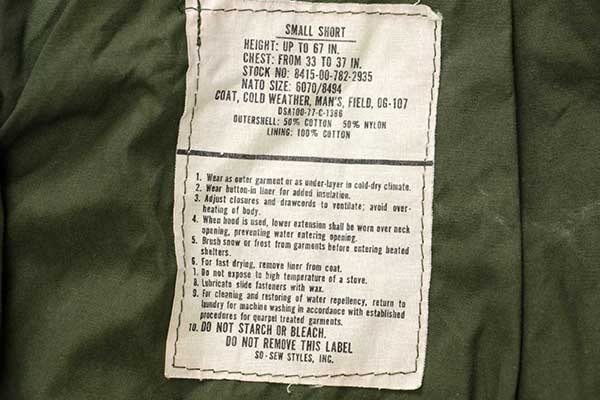 SMALL SHORT
HEIGHT: UP TO 67 IN.
CHEST: FROM 33 TO 37 IN.
STOCK NO: 8415-00-782-2935
NATO SIZE: 6070/8494
COAT, COLD WEATHER, MAN'S, FIELD, OG-107
DSA100-77-C-1386
OUTERSHELL: 50% COTTON 50% NYLON
LINING: 100% COTTON
1. Wear as outer garment or as under-layer in cold-dry climate.
2. Wear button-in liner for added insulation.
3. Adjust closures and drawcords to ventilate; avoid over-
heating of body.
4. When hood is used, lower extension shall be worn over neck
opening, preventing water entering opening.
5. Brush snow or frost from garments before entering heated
shelters.
6. For fast drying, remove liner from coat.
7. Do not expose to high temperature of a stove.
8. Lubricate slide fasteners with wax.
9. For cleaning and restoring of water repellency, return to
laundry for machine washing in accordance with established
procedures for quarpel treated garments.
10. DO NOT STARCH OR BLEACH.
DO NOT REMOVE THIS LABEL
SO-SEW STYLES, INC.